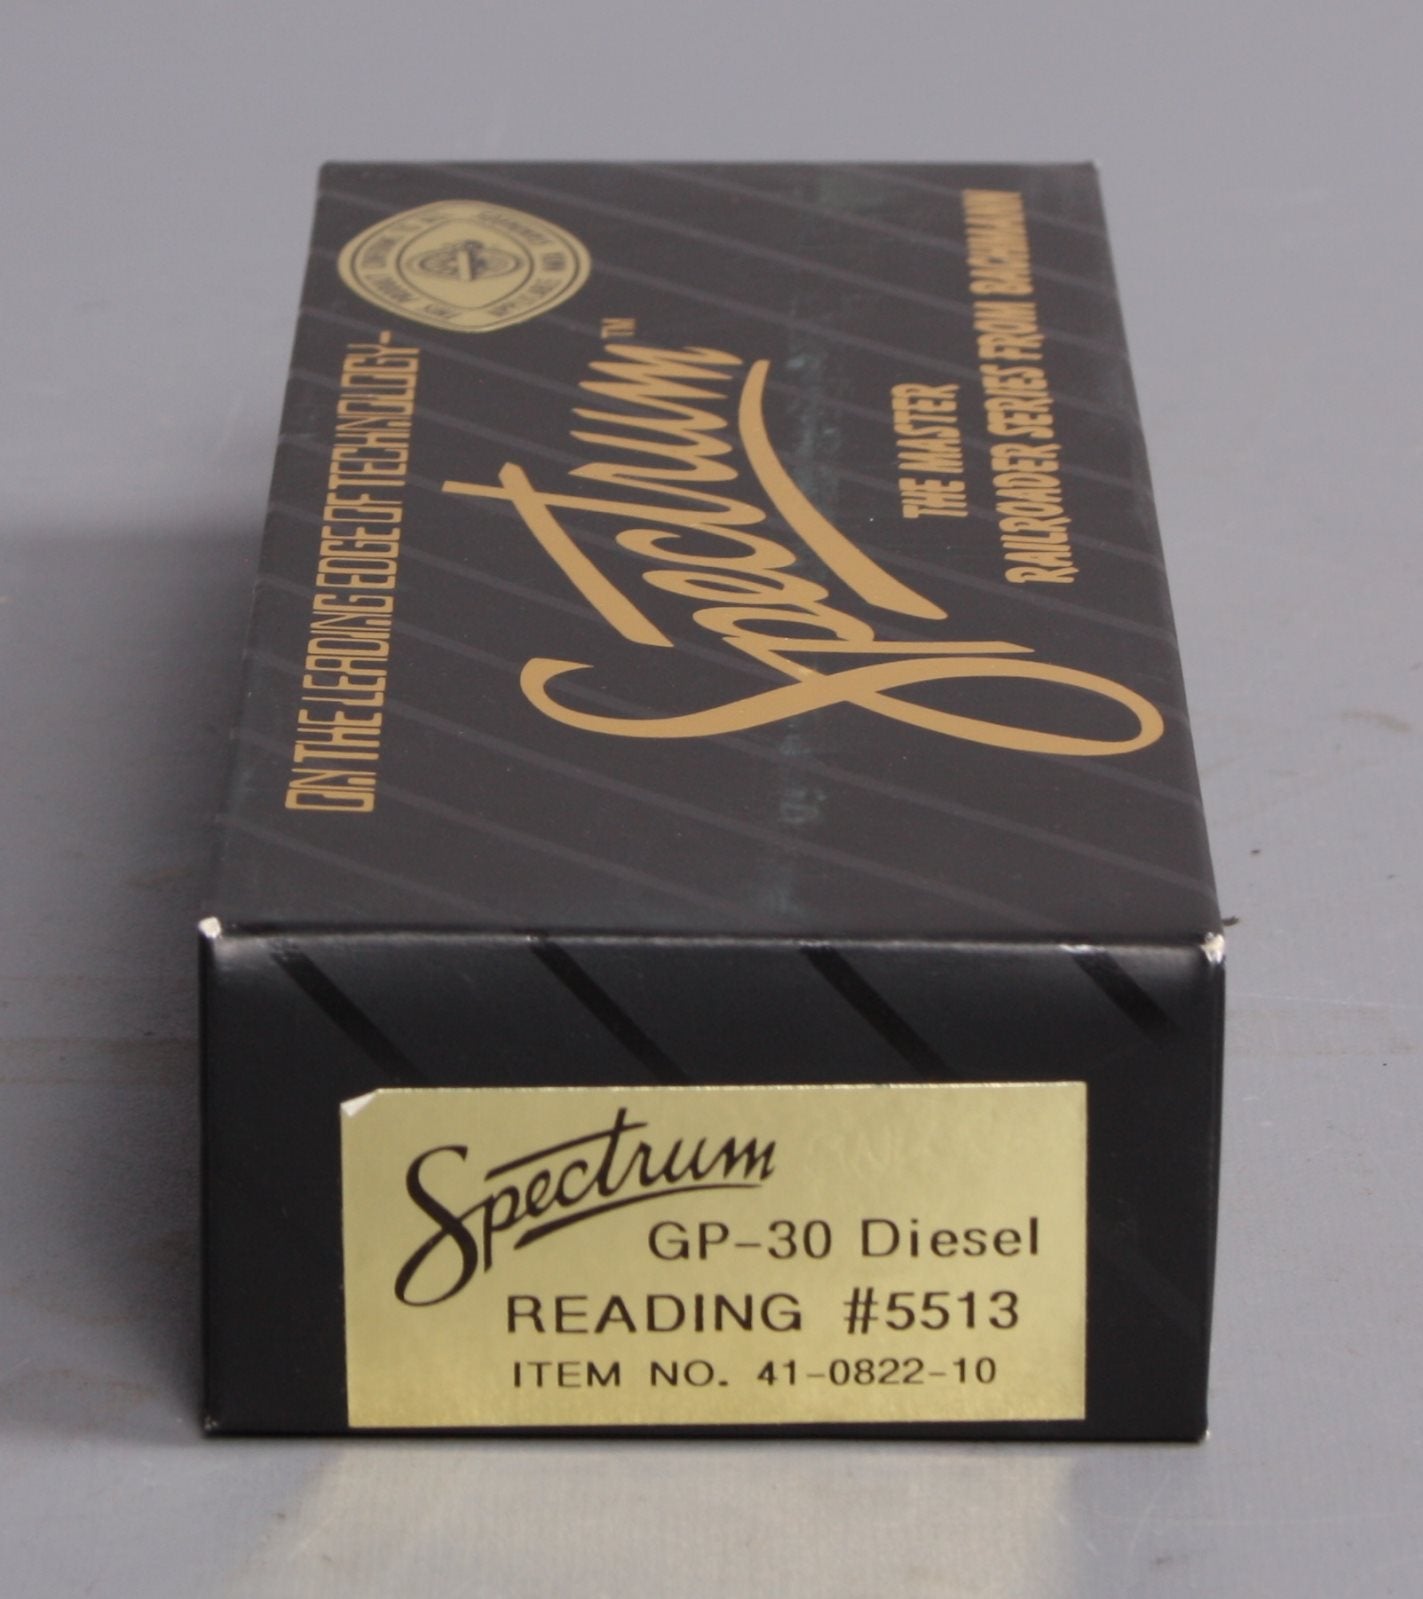 ON THE LEADING EDGE OF TECHNOLOGY-
Spectrum™
THE MASTER
RAILROADER SERIES FROM BACHMANN
Spectrum
GP-30 Diesel
READING #5513
ITEM NO. 41-0822-10